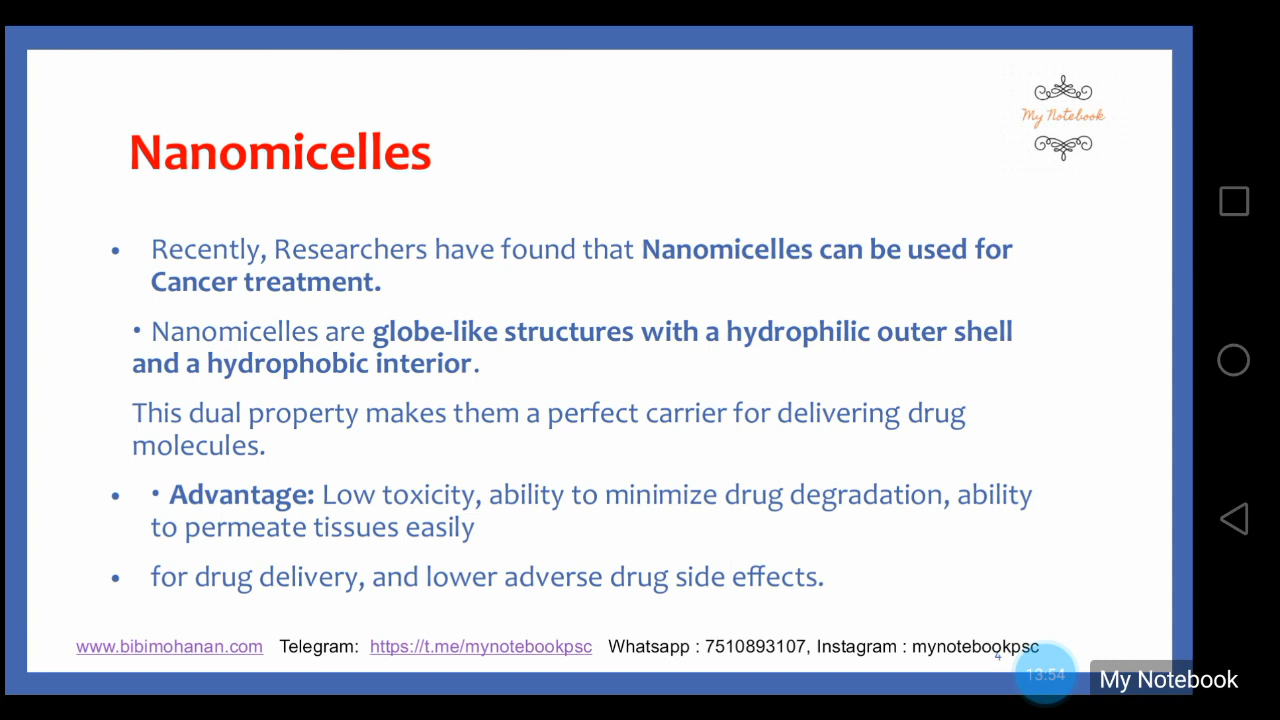 My Notebook
Nanomicelles
• Recently, Researchers have found that Nanomicelles can be used for
Cancer treatment.
• Nanomicelles are globe-like structures with a hydrophilic outer shell
and a hydrophobic interior.
This dual property makes them a perfect carrier for delivering drug
molecules.
• • Advantage: Low toxicity, ability to minimize drug degradation, ability
to permeate tissues easily
• for drug delivery, and lower adverse drug side effects.
www.bibimohanan.com Telegram: https://t.me/mynotebookpsc Whatsapp : 7510893107, Instagram : mynotebookpsc
4
13:54
My Notebook